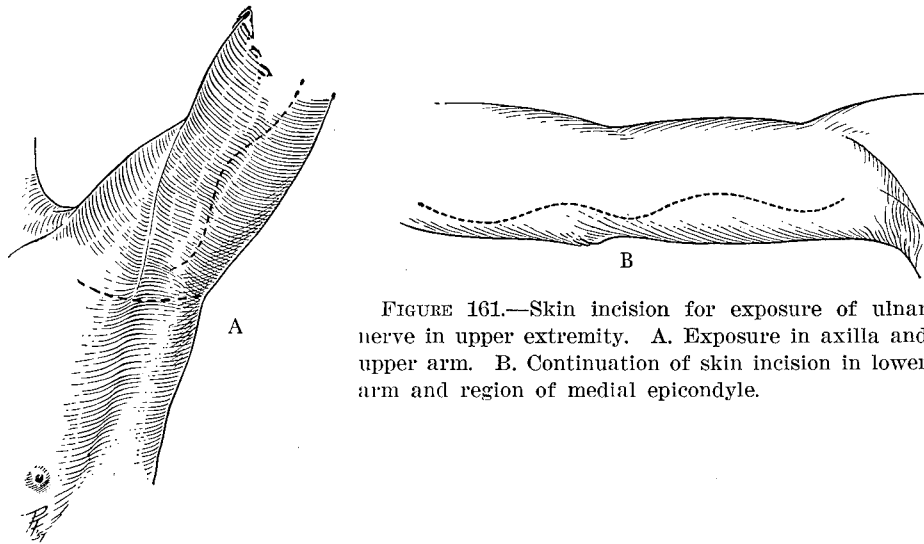 A
B
FIGURE 161.—Skin incision for exposure of ulnar
nerve in upper extremity. A. Exposure in axilla and
upper arm. B. Continuation of skin incision in lower
arm and region of medial epicondyle.